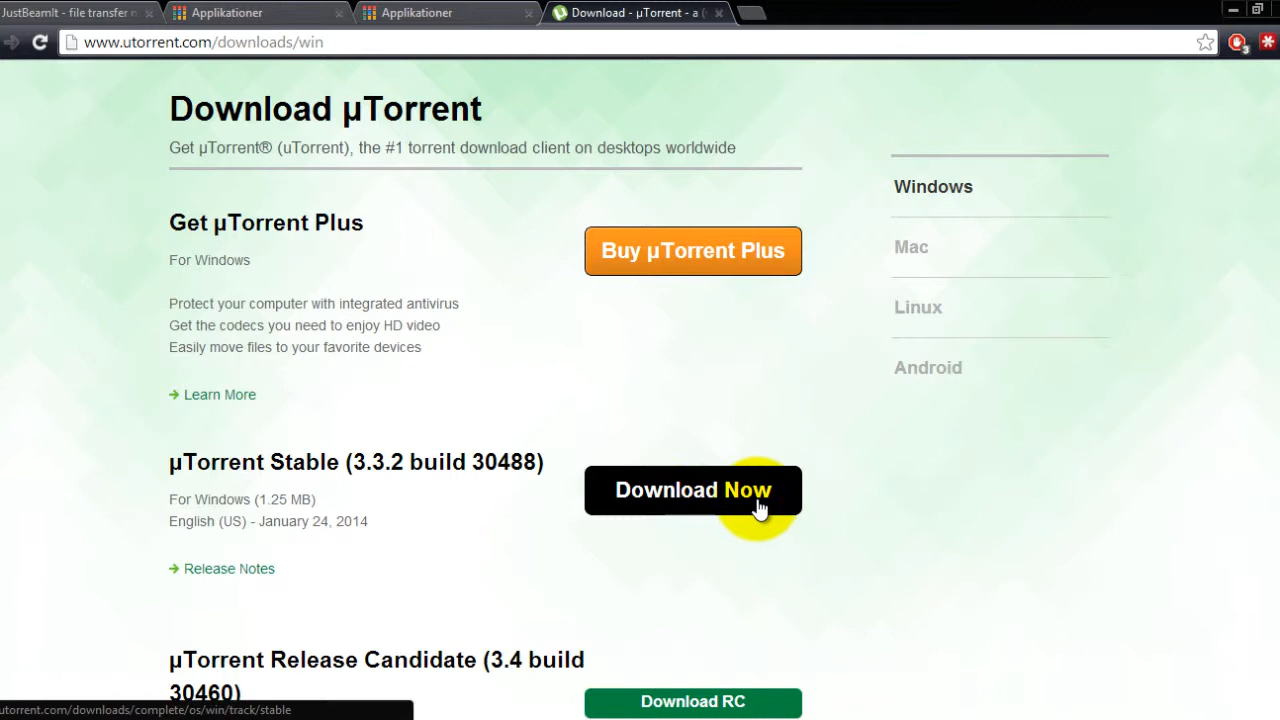 JustBeamIt - file transfer
Applikationer
Applikationer
Download - µTorrent - a (
www.utorrent.com/downloads/win
3
Download µTorrent
Get µTorrent® (uTorrent), the #1 torrent download client on desktops worldwide
Get µTorrent Plus
For Windows
Buy µTorrent Plus
Protect your computer with integrated antivirus
Get the codecs you need to enjoy HD video
Easily move files to your favorite devices
Learn More
µTorrent Stable (3.3.2 build 30488)
For Windows (1.25 MB)
English (US) - January 24, 2014
Download Now
Release Notes
µTorrent Release Candidate (3.4 build
30460)
Download RC
Windows
Mac
Linux
Android
utorrent.com/downloads/complete/os/win/track/stable